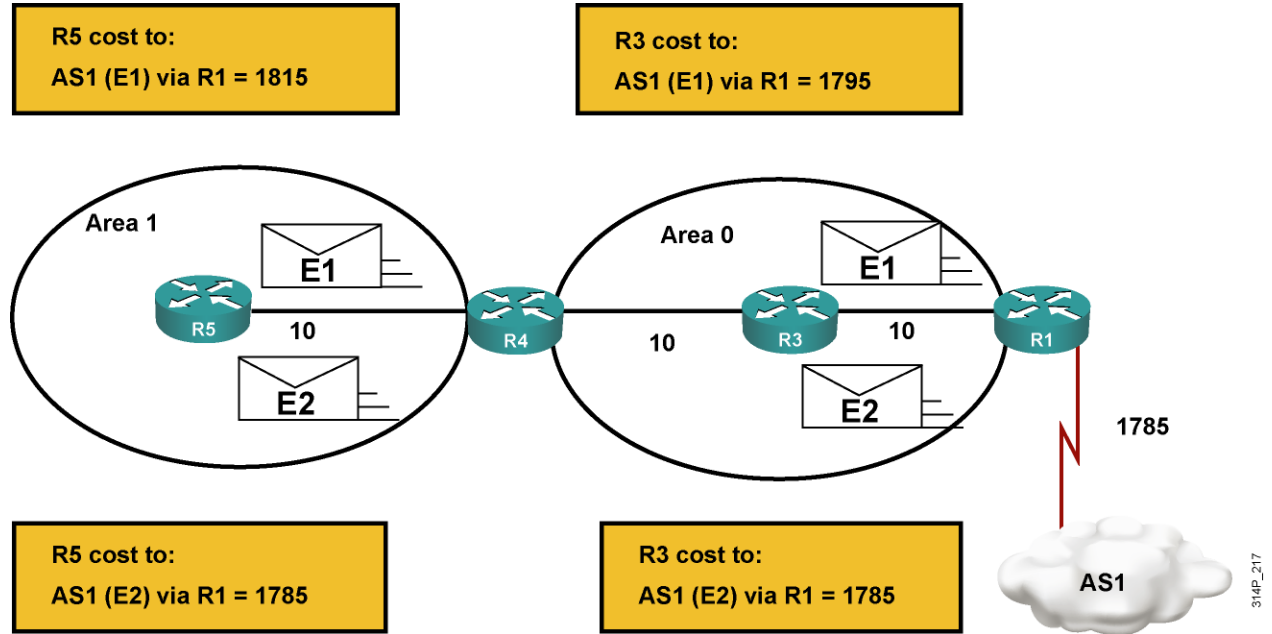 R5 cost to:
AS1 (E1) via R1 = 1815
R3 cost to:
AS1 (E1) via R1 = 1795
Area 1
E1
R5
10
E2
R4
Area 0
E1
10
R3
10
E2
R1
1785
AS1
R5 cost to:
AS1 (E2) via R1 = 1785
R3 cost to:
AS1 (E2) via R1 = 1785
314P_217